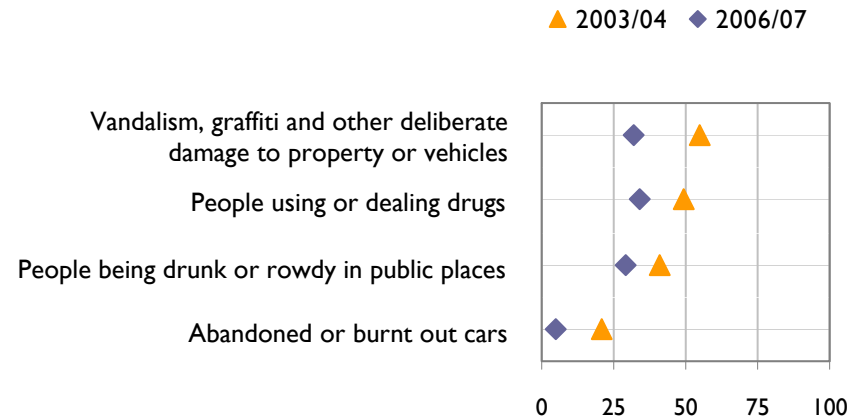 2003/04 2006/07
Vandalism, graffiti and other deliberate
damage to property or vehicles
People using or dealing drugs
People being drunk or rowdy in public places
Abandoned or burnt out cars
0 25 50 75 100